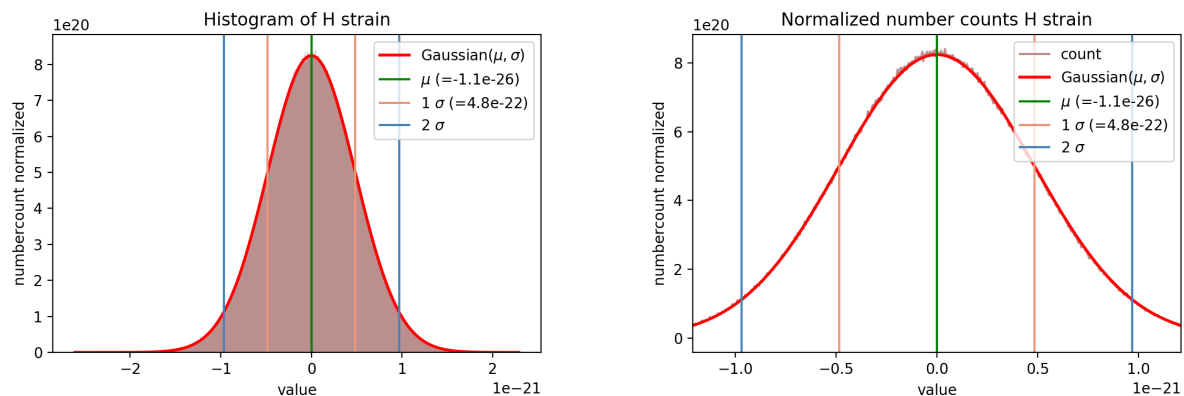 Histogram of H strain
1e20
numbercount normalized
8
7
6
5
4
3
2
1
0
−2
−1
0
1
2
value
1e−21
Gaussian(μ, σ)
μ (=-1.1e-26)
1 σ (=4.8e-22)
2 σ
Normalized number counts H strain
1e20
numbercount normalized
8
6
4
2
0
−1.0
−0.5
0.0
0.5
1.0
value
1e−21
count
Gaussian(μ, σ)
μ (=-1.1e-26)
1 σ (=4.8e-22)
2 σ